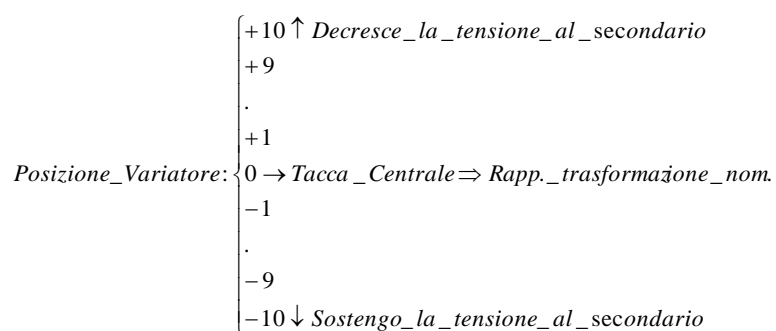 +10 ↑ Decresce_la_tensione_al_secondario
+9
.
+1
Posizione_Variatore: 0 → Tacca_Centrale ⇒ Rapp._trasformazione_nom.
−1
.
−9
−10 ↓ Sostengo_la_tensione_al_secondario